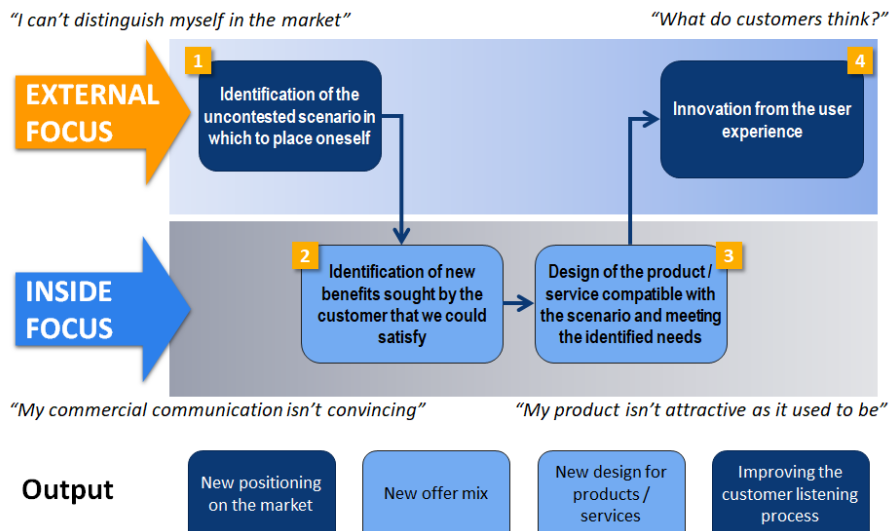 “I can’t distinguish myself in the market”
“What do customers think?”
1
4
EXTERNAL
FOCUS
Identification of the
uncontested scenario in
which to place oneself
Innovation from the user
experience
2
3
INSIDE
FOCUS
Identification of new
benefits sought by the
customer that we could
satisfy
Design of the product /
service compatible with
the scenario and meeting
the identified needs
“My commercial communication isn’t convincing”
“My product isn’t attractive as it used to be”
Output
New positioning
on the market
New offer mix
New design for
products /
services
Improving the
customer listening
process